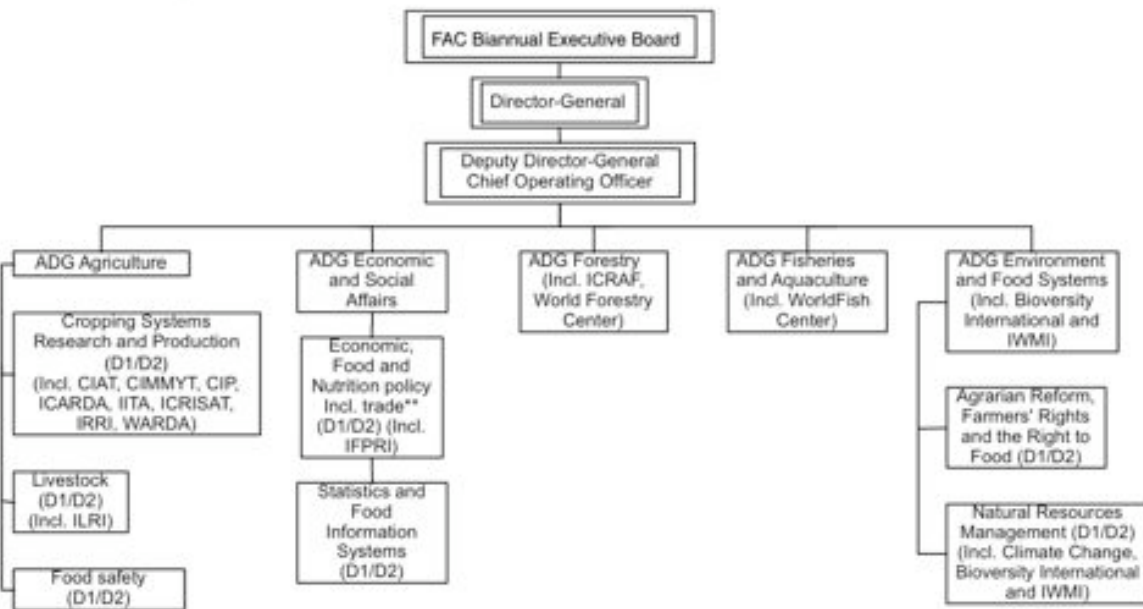 FAC Biannual Executive Board
Director-General
Deputy Director-General
Chief Operating Officer
ADG Agriculture
Cropping Systems
Research and Production
(D1/D2)
(Incl. CIAT, CIMMYT, CIP,
ICARDA, IITA, ICRISAT,
IRRI, WARDA)
Livestock
(D1/D2)
(Incl. ILRI)
Food safety
(D1/D2)
ADG Economic
and Social
Affairs
Economic,
Food and
Nutrition policy
Incl. trade**
(D1/D2) (Incl.
IFPRI)
Statistics and
Food
Information
Systems
(D1/D2)
ADG Forestry
(Incl. ICRAF,
World Forestry
Center)
ADG Fisheries
and Aquaculture
(Incl. WorldFish
Center)
ADG Environment
and Food Systems
(Incl. Bioversity
International and
IWMI)
Agrarian Reform,
Farmers' Rights
and the Right to
Food (D1/D2)
Natural Resources
Management (D1/D2)
(Incl. Climate Change,
Bioversity International
and IWMI)